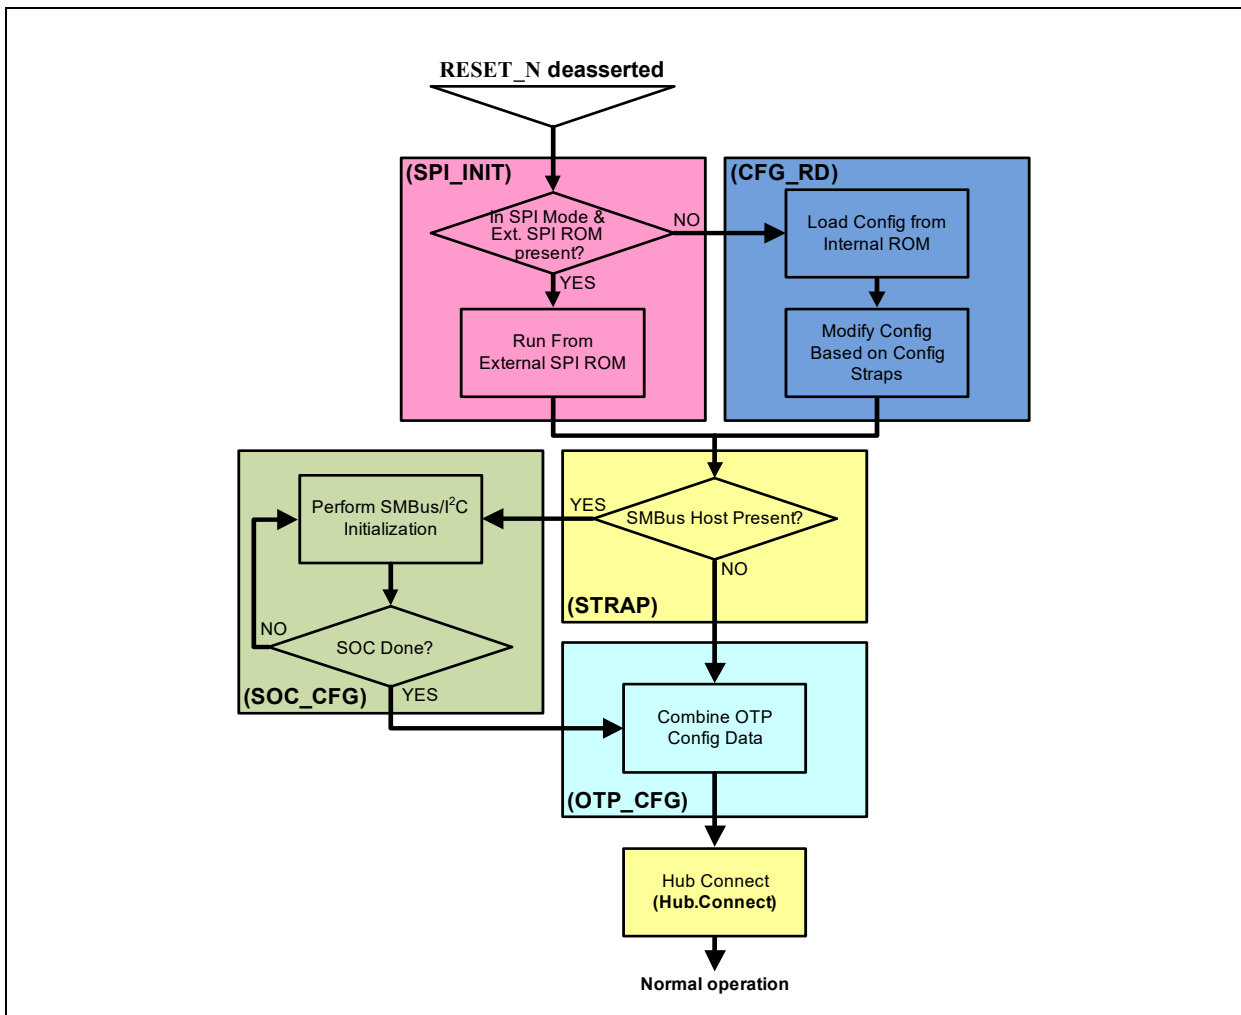 RESET_N deasserted
(SPI_INIT)
In SPI Mode &
Ext. SPI ROM
present?
NO
YES
Run From
External SPI ROM
(CFG_RD)
Load Config from
Internal ROM
Modify Config
Based on Config
Straps
SMBus Host Present?
YES
NO
(STRAP)
Perform SMBus/I²C
Initialization
SOC Done?
NO
YES
(SOC_CFG)
Combine OTP
Config Data
(OTP_CFG)
Hub Connect
(Hub.Connect)
Normal operation